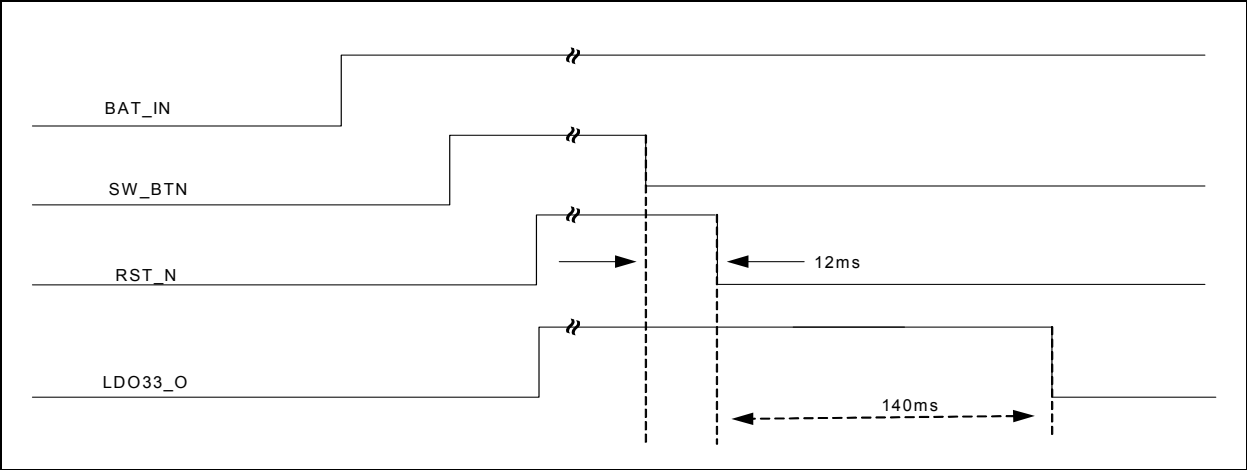 BAT_IN
SW_BTN
RST_N
12ms
LDO33_O
140ms